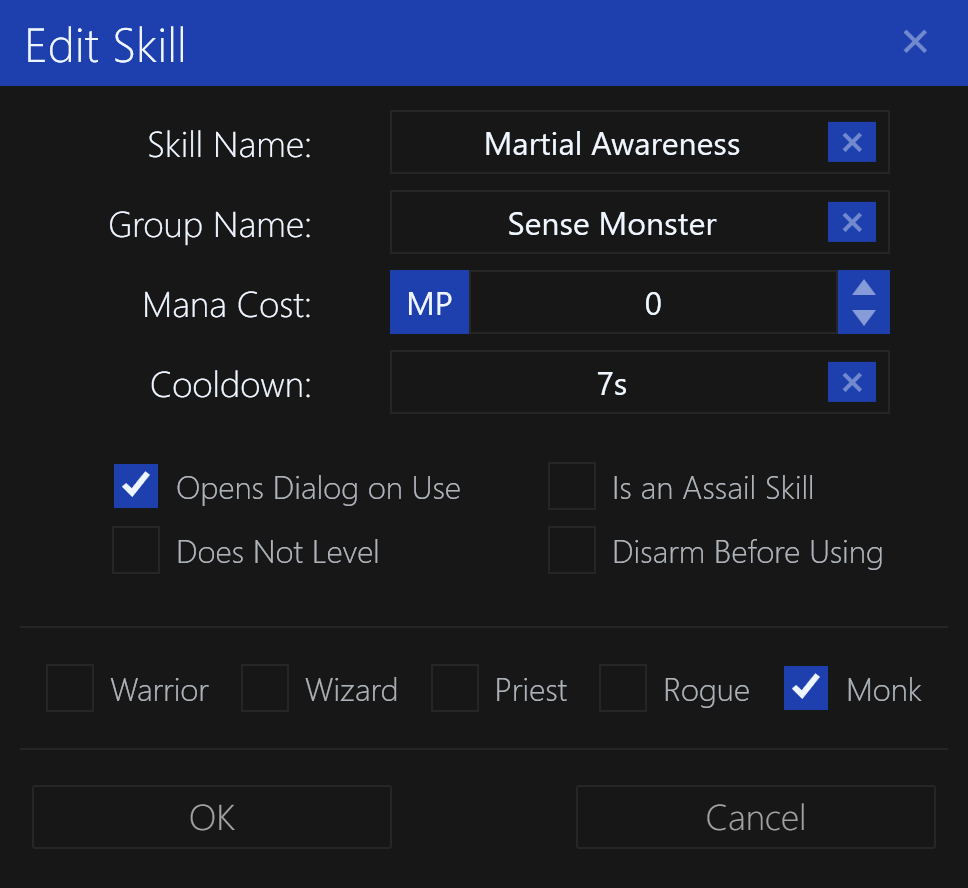 Edit Skill
Skill Name: Martial Awareness
Group Name: Sense Monster
Mana Cost: MP 0
Cooldown: 7s
Opens Dialog on Use Is an Assail Skill
Does Not Level Disarm Before Using
Warrior Wizard Priest Rogue Monk
OK Cancel